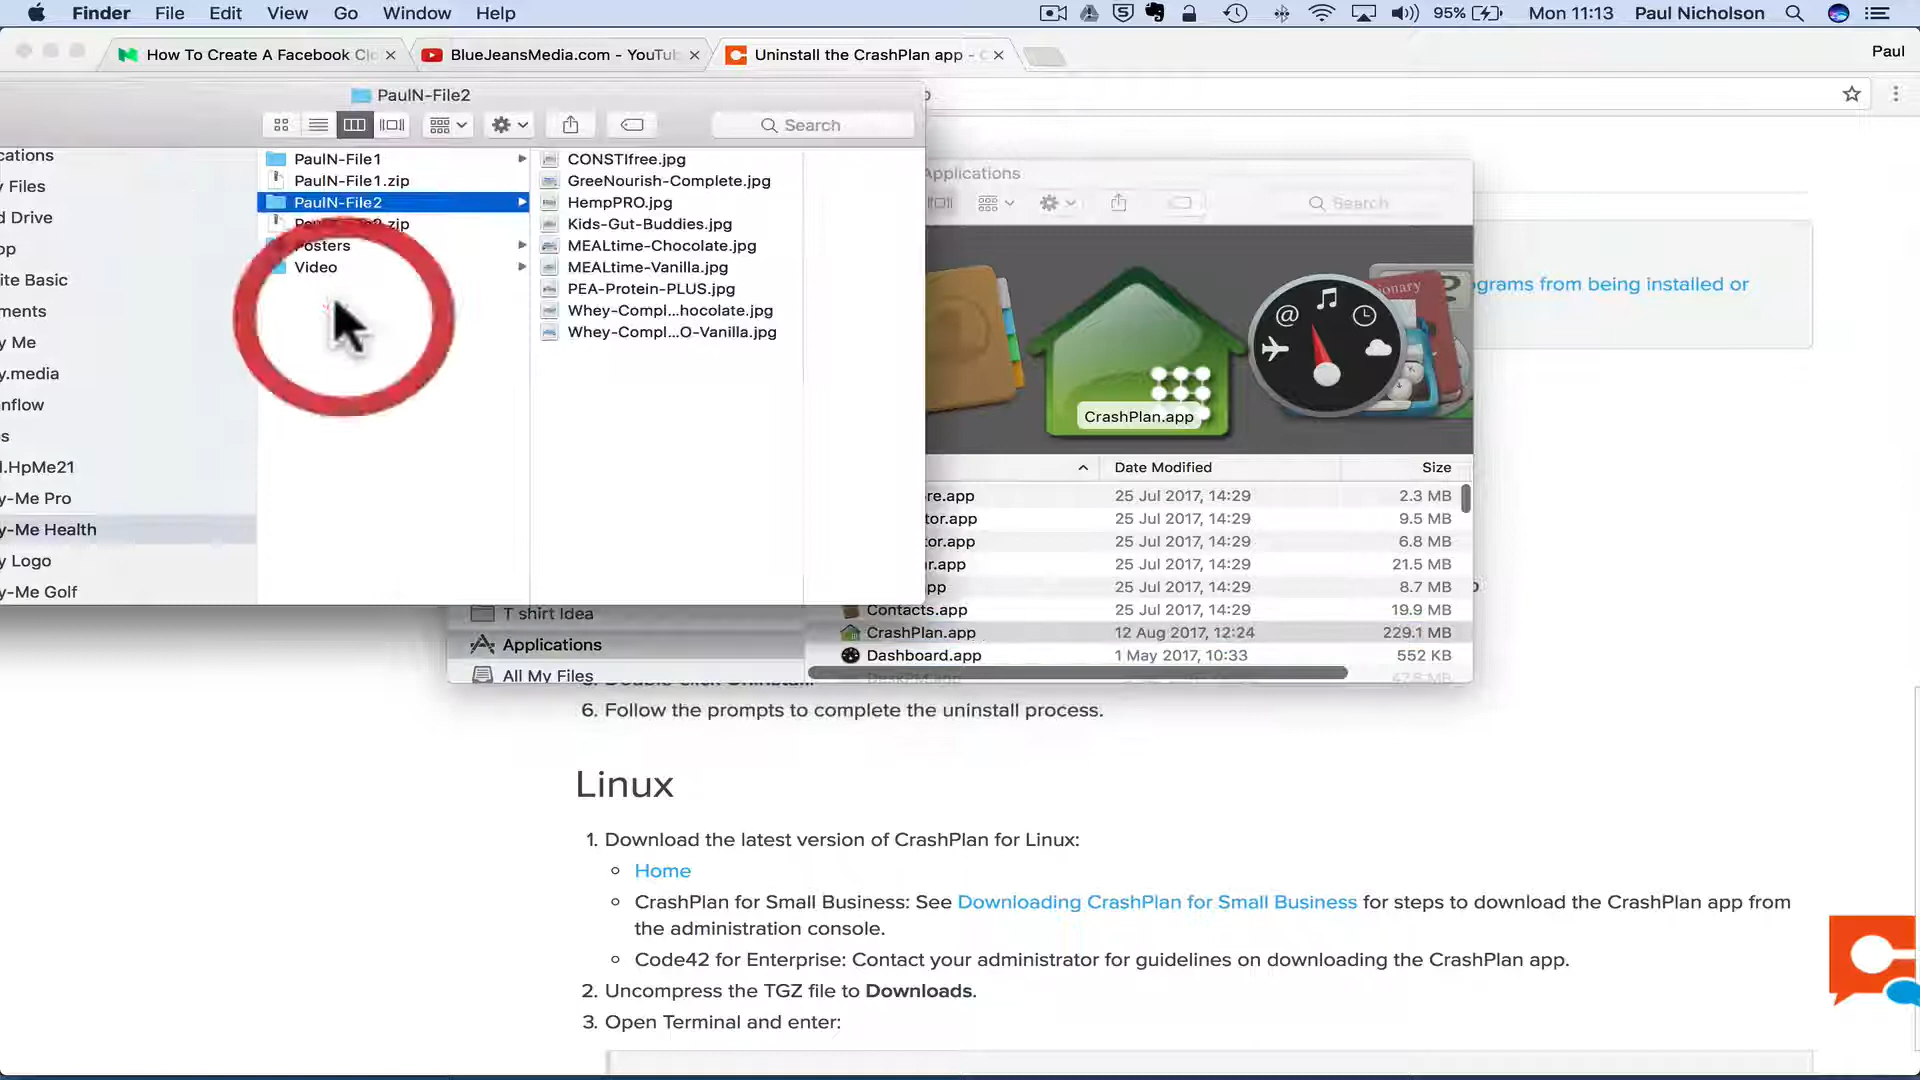 Finder File Edit View Go Window Help 95% Mon 11:13 Paul Nicholson
How To Create A Facebook Clo
BlueJeansMedia.com - YouTub
Uninstall the CrashPlan app - C
Paul
PaulN-File2
Search
cations
y Files
d Drive
pp
ite Basic
ments
y Me
y.media
nflow
s
l.HpMe21
y-Me Pro
y-Me Health
y Logo
y-Me Golf
PaulN-File1
PaulN-File1.zip
PaulN-File2
Posters
Video
CONSTIfree.jpg
GreeNourish-Complete.jpg
HempPRO.jpg
Kids-Gut-Buddies.jpg
MEALtime-Chocolate.jpg
MEALtime-Vanilla.jpg
PEA-Protein-PLUS.jpg
Whey-Compl...hocolate.jpg
Whey-Compl...O-Vanilla.jpg
Applications
Search
ograms from being installed or
CrashPlan.app
Date Modified Size
re.app 25 Jul 2017, 14:29 2.3 MB
tor.app 25 Jul 2017, 14:29 9.5 MB
tor.app 25 Jul 2017, 14:29 6.8 MB
ar.app 25 Jul 2017, 14:29 21.5 MB
pp 25 Jul 2017, 14:29 8.7 MB
Contacts.app 25 Jul 2017, 14:29 19.9 MB
CrashPlan.app 12 Aug 2017, 12:24 229.1 MB
Dashboard.app 1 May 2017, 10:33 552 KB
T shirt Idea
Applications
All My Files
6. Follow the prompts to complete the uninstall process.
Linux
1. Download the latest version of CrashPlan for Linux:
Home
CrashPlan for Small Business: See Downloading CrashPlan for Small Business for steps to download the CrashPlan app from
the administration console.
Code42 for Enterprise: Contact your administrator for guidelines on downloading the CrashPlan app.
2. Uncompress the TGZ file to Downloads.
3. Open Terminal and enter: